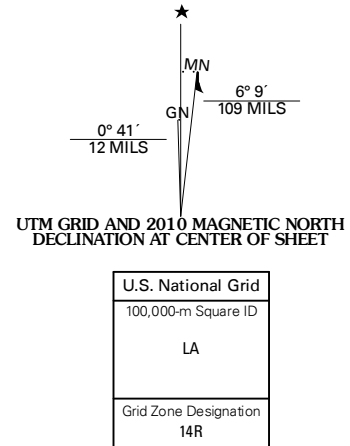 MN
GN
6° 9´
109 MILS
0° 41´
12 MILS
UTM GRID AND 2010 MAGNETIC NORTH
DECLINATION AT CENTER OF SHEET
U.S. National Grid
100,000-m Square ID
LA
Grid Zone Designation
14R